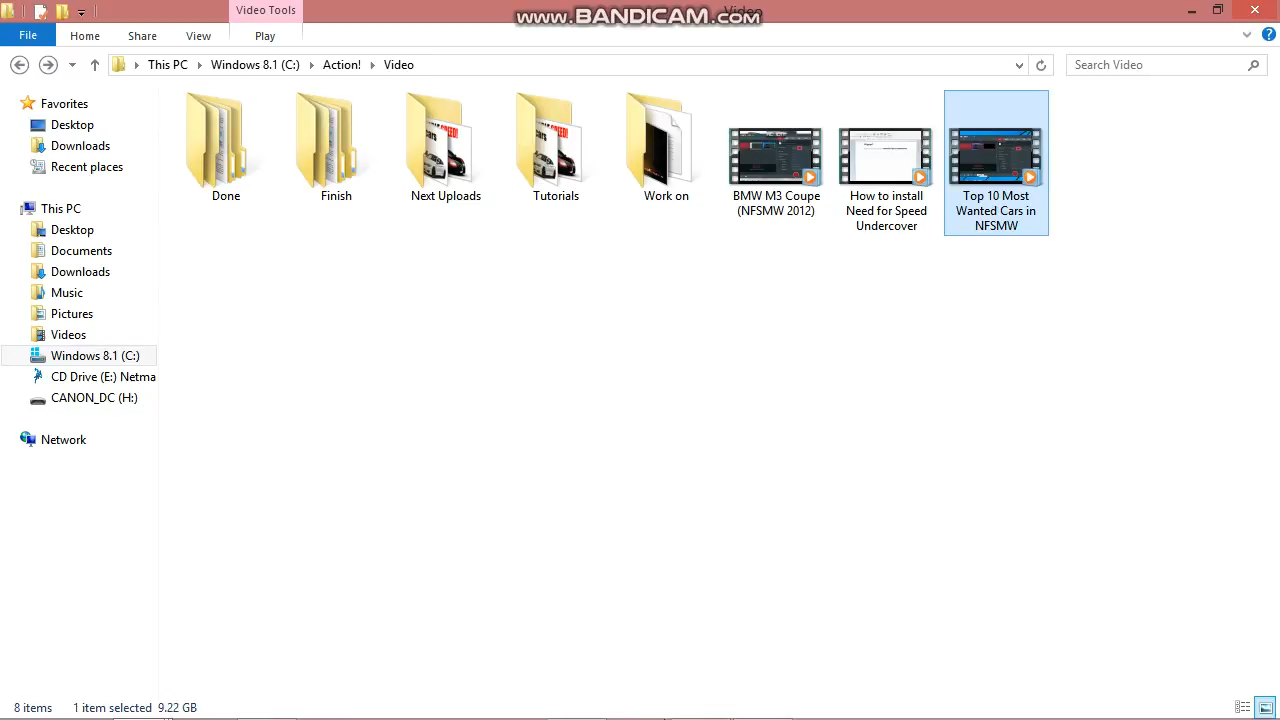 Video Tools
www.BANDICAM.com
Video
File
Home
Share
View
Play
This PC
Windows 8.1 (C:)
Action!
Video
Search Video
Favorites
Desktop
Downloads
Recent places
This PC
Desktop
Documents
Downloads
Music
Pictures
Videos
Windows 8.1 (C:)
CD Drive (E:) Netma
CANON_DC (H:)
Network
Done
Finish
Next Uploads
Tutorials
Work on
BMW M3 Coupe
(NFSMW 2012)
How to install
Need for Speed
Undercover
Top 10 Most
Wanted Cars in
NFSMW
8 items
1 item selected 9.22 GB